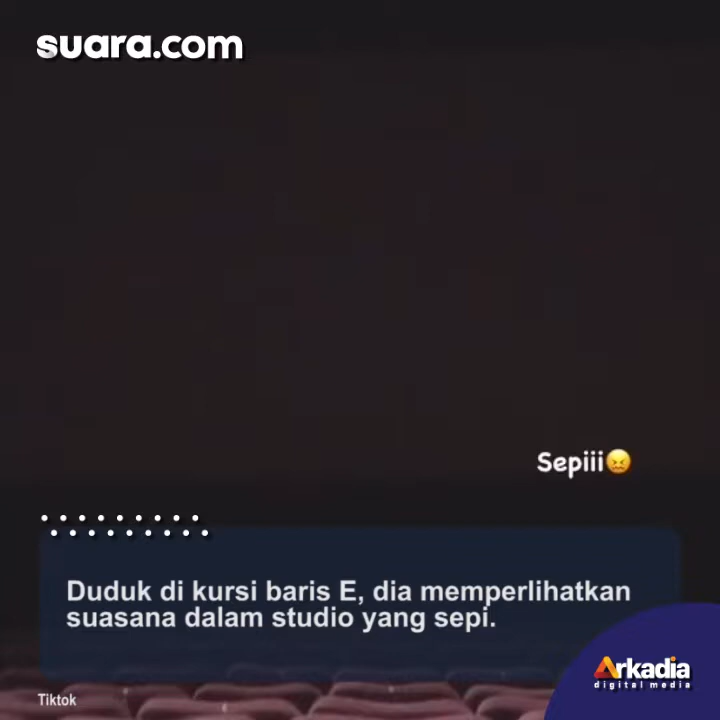 suara.com
Sepiii😖
Duduk di kursi baris E, dia memperlihatkan
suasana dalam studio yang sepi.
Arkadia
digital media
Tiktok